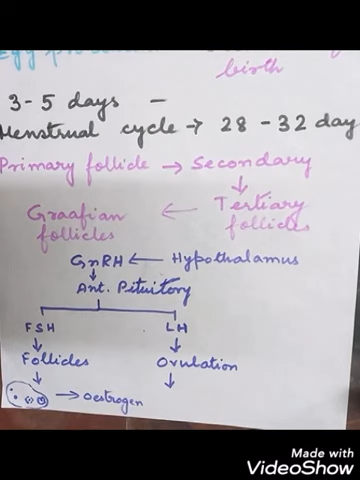 birth
3-5 days —
Menstrual cycle → 28 - 32 day
Primary follicle → Secondary
↓
Graafian follicles ← Tertiary follicles
GnRH ← Hypothalamus
↓
Ant. Pituitory
FSH LH
↓ ↓
Follicles Ovulation
↓ ↓
→ oestrogen
Made with
VideoShow